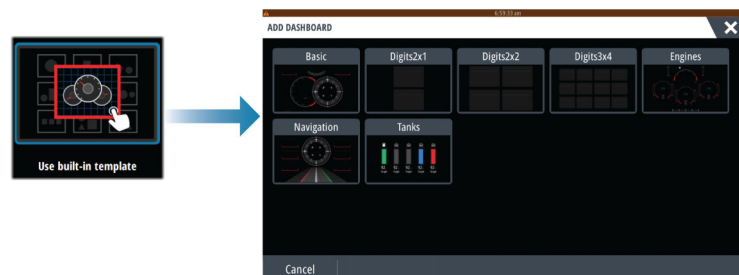 6:59:33 am
ADD DASHBOARD
Basic
Digits2x1
Digits2x2
Digits3x4
Engines
Navigation
Tanks
Use built-in template
Cancel